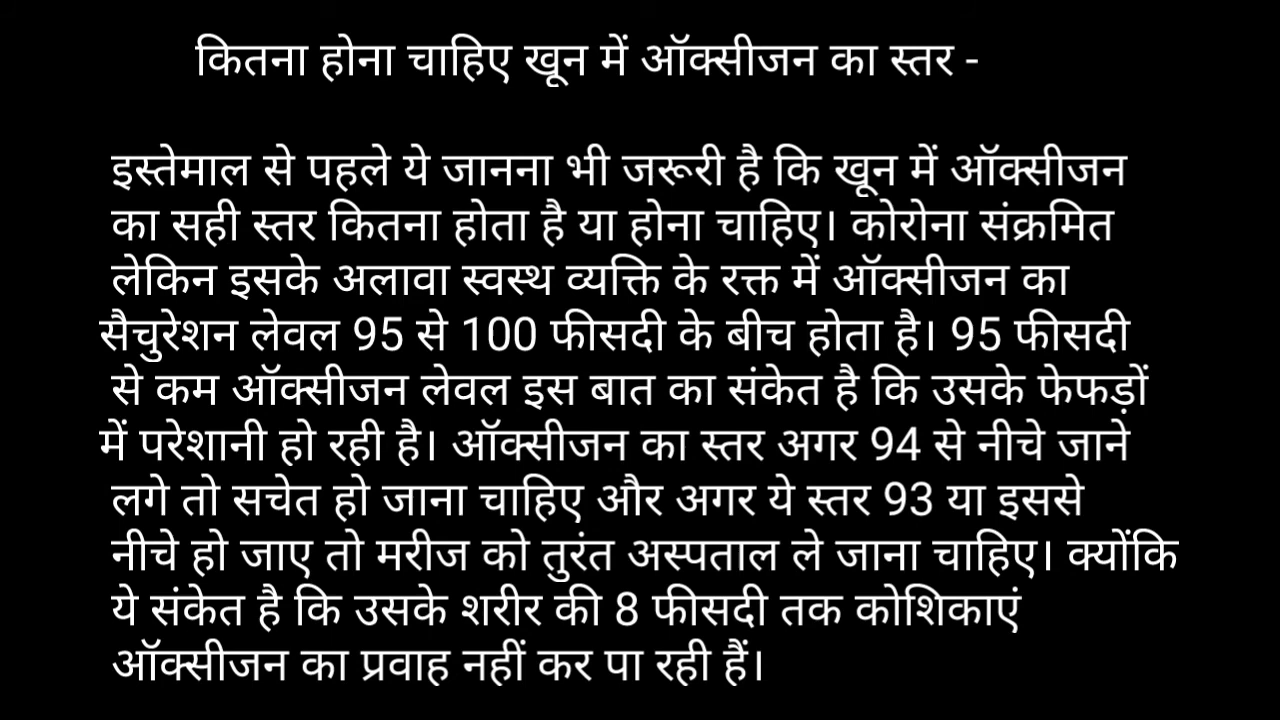 कितना होना चाहिए खून में ऑक्सीजन का स्तर -
इस्तेमाल से पहले ये जानना भी जरूरी है कि खून में ऑक्सीजन
का सही स्तर कितना होता है या होना चाहिए। कोरोना संक्रमित
लेकिन इसके अलावा स्वस्थ व्यक्ति के रक्त में ऑक्सीजन का
सैचुरेशन लेवल 95 से 100 फीसदी के बीच होता है। 95 फीसदी
से कम ऑक्सीजन लेवल इस बात का संकेत है कि उसके फेफड़ों
में परेशानी हो रही है। ऑक्सीजन का स्तर अगर 94 से नीचे जाने
लगे तो सचेत हो जाना चाहिए और अगर ये स्तर 93 या इससे
नीचे हो जाए तो मरीज को तुरंत अस्पताल ले जाना चाहिए। क्योंकि
ये संकेत है कि उसके शरीर की 8 फीसदी तक कोशिकाएं
ऑक्सीजन का प्रवाह नहीं कर पा रही हैं।